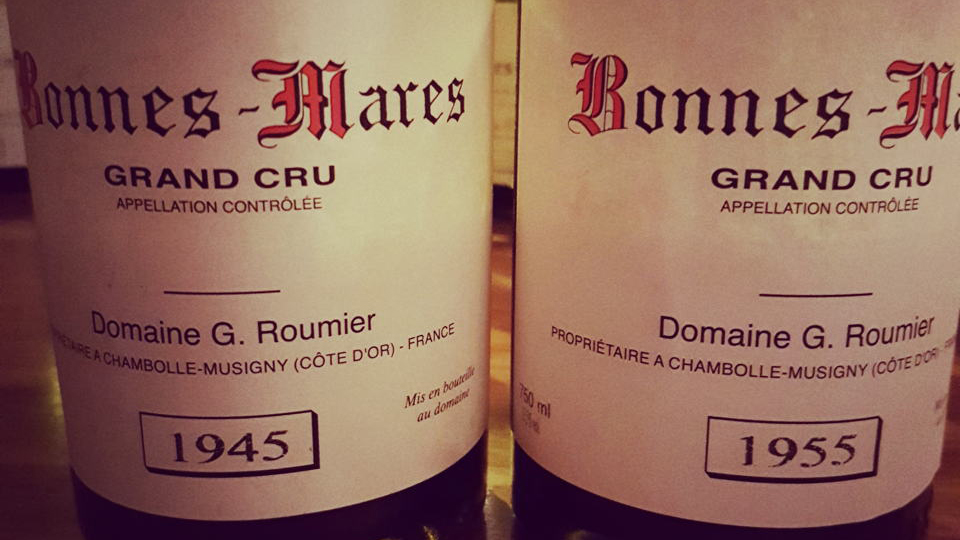 Bonnes-Mares
GRAND CRU
APPELLATION CONTRÔLÉE
Domaine G. Roumier
A CHAMBOLLE-MUSIGNY (CÔTE D'OR) - FRANCE
Mis en bouteille
au domaine
1945
Bonnes-Ma
GRAND CRU
APPELLATION CONTRÔLÉE
Domaine G. Roumier
PROPRIÉTAIRE A CHAMBOLLE-MUSIGNY (CÔTE D'OR)
750 ml
1955